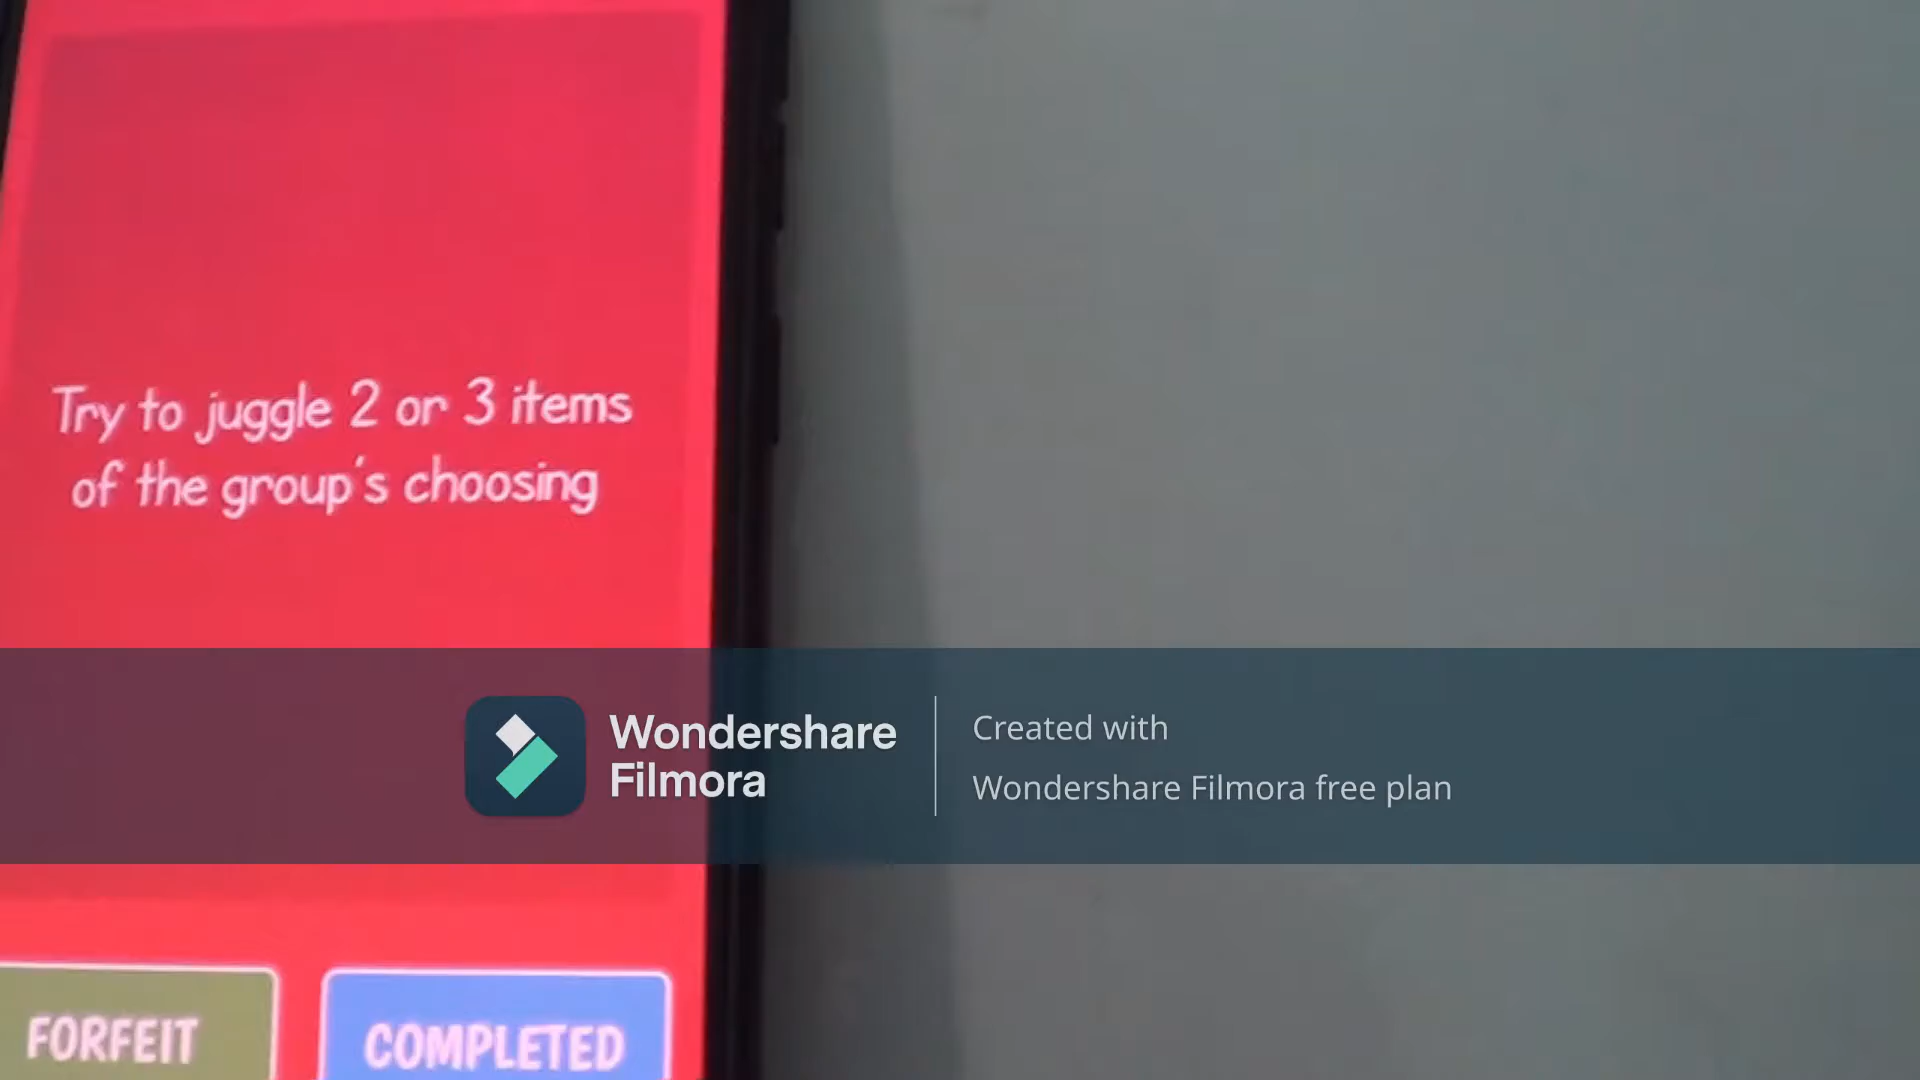 Try to juggle 2 or 3 items
of the group's choosing
Wondershare
Filmora
Created with
Wondershare Filmora free plan
FORFEIT
COMPLETED